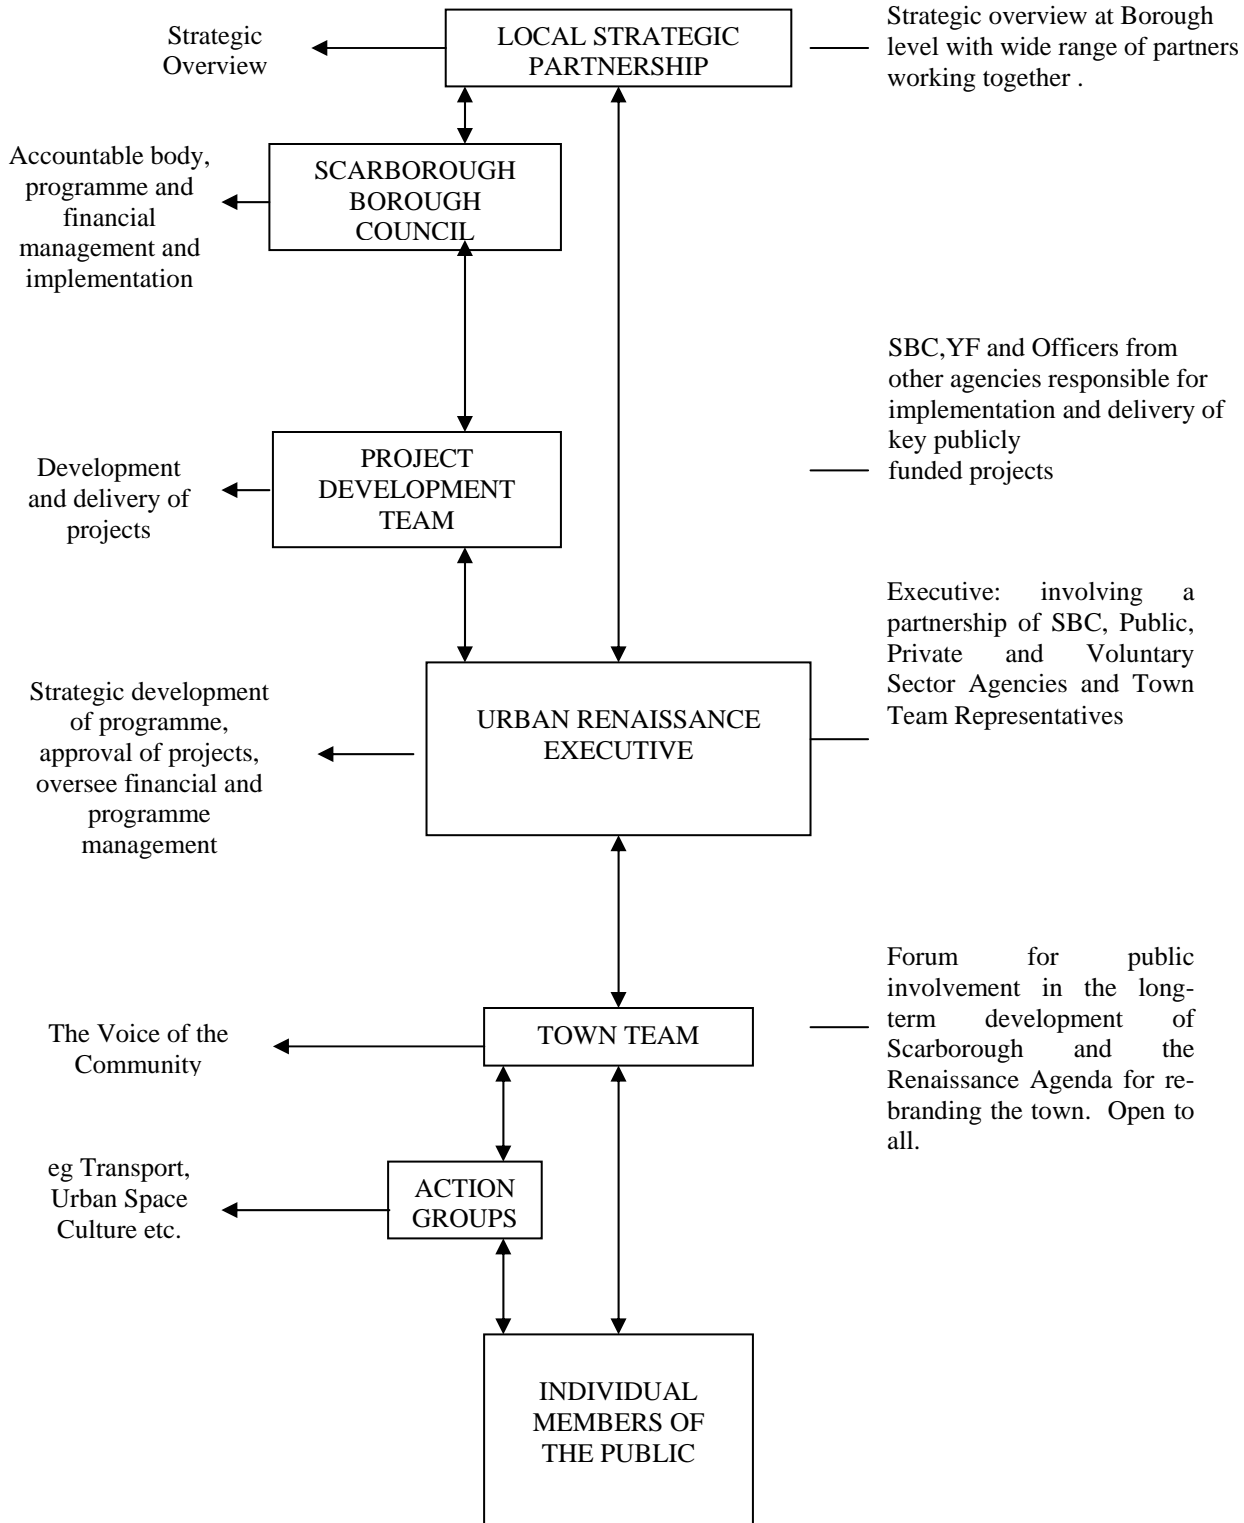 Strategic
Overview
LOCAL STRATEGIC
PARTNERSHIP
Strategic overview at Borough
level with wide range of partners
working together .
Accountable body,
programme and
financial
management and
implementation
SCARBOROUGH
BOROUGH
COUNCIL
SBC,YF and Officers from
other agencies responsible for
implementation and delivery of
key publicly
funded projects
Development
and delivery of
projects
PROJECT
DEVELOPMENT
TEAM
Executive: involving a
partnership of SBC, Public,
Private and Voluntary
Sector Agencies and Town
Team Representatives
Strategic development
of programme,
approval of projects,
oversee financial and
programme
management
URBAN RENAISSANCE
EXECUTIVE
The Voice of the
Community
TOWN TEAM
Forum for public
involvement in the long-
term development of
Scarborough and the
Renaissance Agenda for re-
branding the town. Open to
all.
eg Transport,
Urban Space
Culture etc.
ACTION
GROUPS
INDIVIDUAL
MEMBERS OF
THE PUBLIC